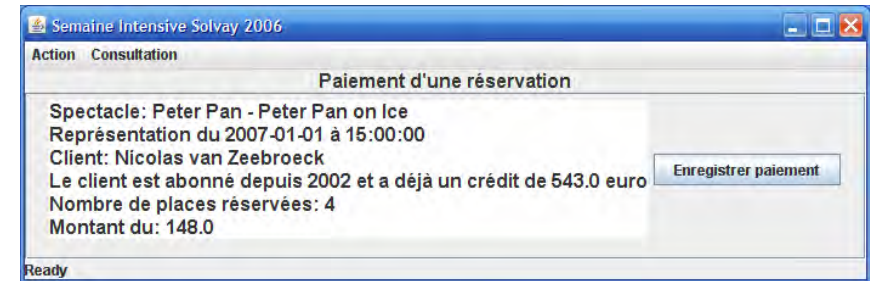 Semaine Intensive Solvay 2006
Action Consultation
Paiement d'une réservation
Spectacle: Peter Pan - Peter Pan on Ice
Représentation du 2007-01-01 à 15:00:00
Client: Nicolas van Zeebroeck
Le client est abonné depuis 2002 et a déjà un crédit de 543.0 euro
Enregistrer paiement
Nombre de places réservées: 4
Montant du: 148.0
Ready